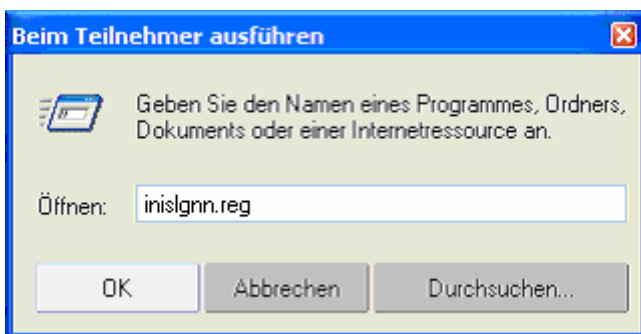 Beim Teilnehmer ausführen
Geben Sie den Namen eines Programmes, Ordners,
Dokuments oder einer Internetressource an.
Öffnen: inislgnn.reg
OK Abbrechen Durchsuchen...